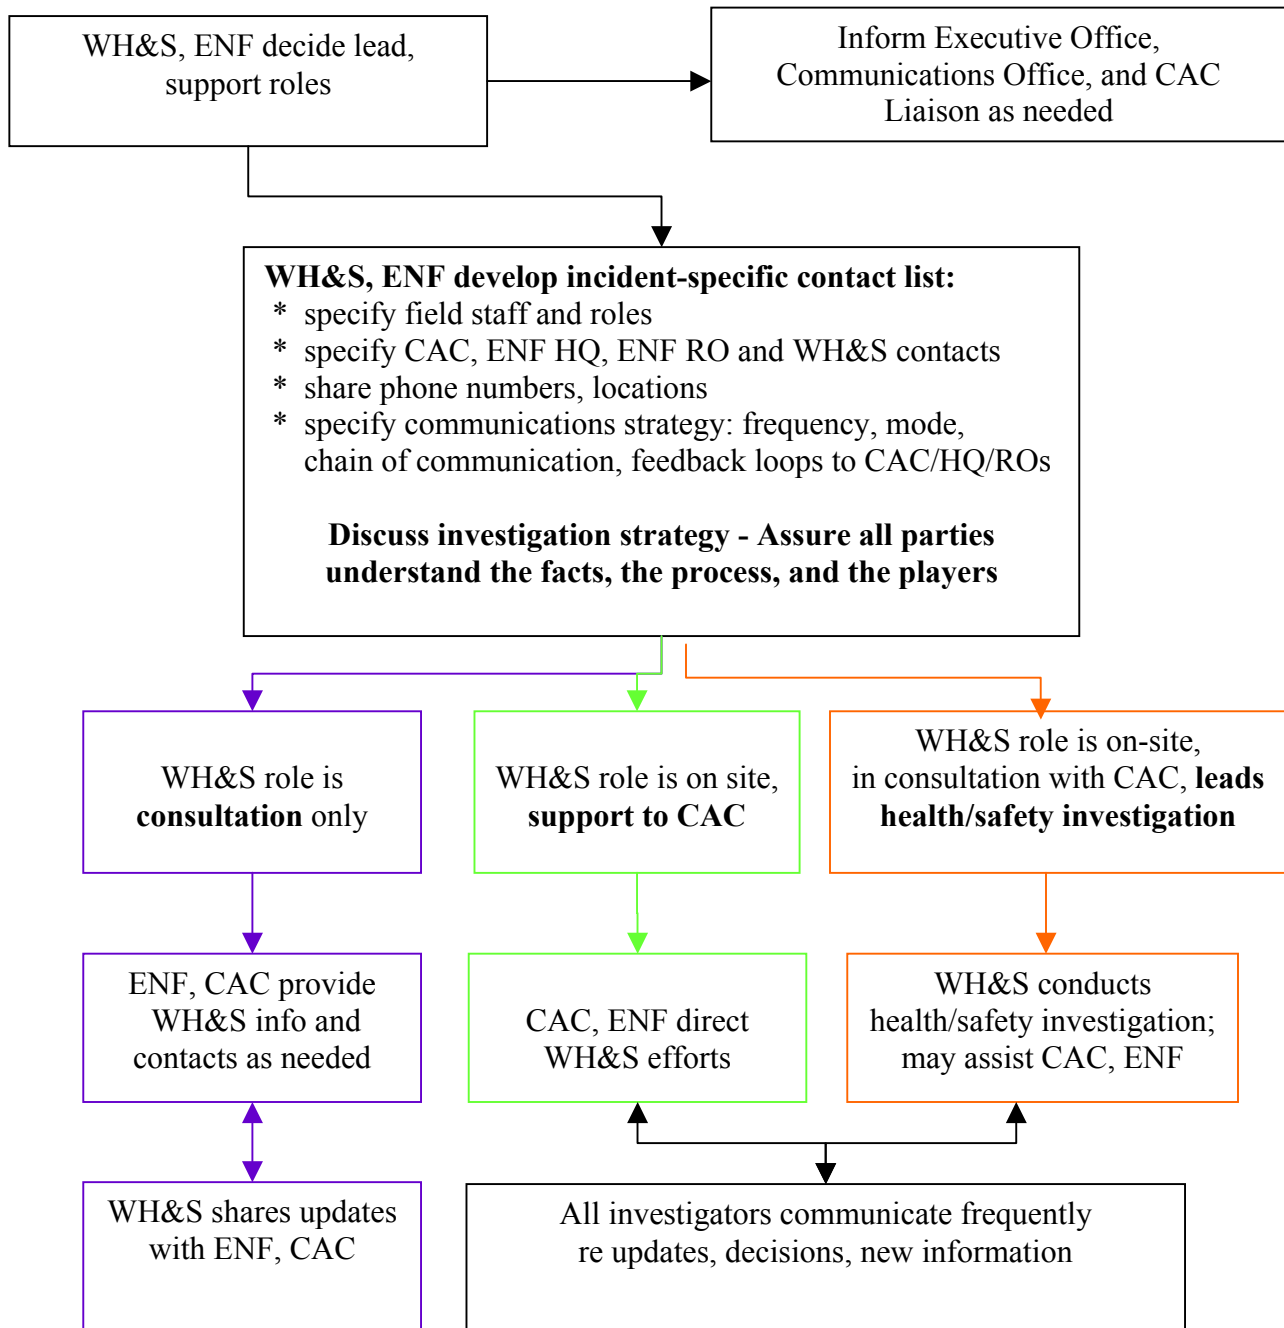 WH&S, ENF decide lead,
support roles
Inform Executive Office,
Communications Office, and CAC
Liaison as needed
WH&S, ENF develop incident-specific contact list:
* specify field staff and roles
* specify CAC, ENF HQ, ENF RO and WH&S contacts
* share phone numbers, locations
* specify communications strategy: frequency, mode,
chain of communication, feedback loops to CAC/HQ/ROs
Discuss investigation strategy - Assure all parties
understand the facts, the process, and the players
WH&S role is
consultation only
WH&S role is on site,
support to CAC
WH&S role is on-site,
in consultation with CAC, leads
health/safety investigation
ENF, CAC provide
WH&S info and
contacts as needed
CAC, ENF direct
WH&S efforts
WH&S conducts
health/safety investigation;
may assist CAC, ENF
WH&S shares updates
with ENF, CAC
All investigators communicate frequently
re updates, decisions, new information